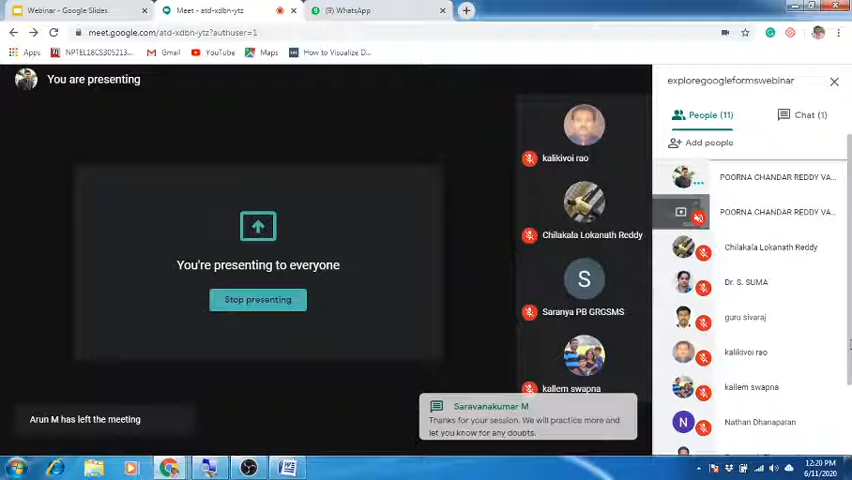 Webinar - Google Slides
Meet - atd-xdbn-ytz
(9) WhatsApp
meet.google.com/atd-xdbn-ytz?authuser=1
Apps
NPTEL18CS30S213...
Gmail
YouTube
Maps
How to Visualize D...
You are presenting
exploregoogleformswebinar
People (11)
Chat (1)
Add people
kalikivoi rao
Chilakala Lokanath Reddy
S
Saranya PB GRGSMS
kallem swapna
You're presenting to everyone
Stop presenting
POORNA CHANDAR REDDY VA...
POORNA CHANDAR REDDY VA...
Chilakala Lokanath Reddy
Dr. S. SUMA
guru sivaraj
kalikivoi rao
kallem swapna
N
Nathan Dhanaparan
Arun M has left the meeting
Saravanakumar M
Thanks for your session. We will practice more and
let you know for any doubts.
12:20 PM
6/11/2020